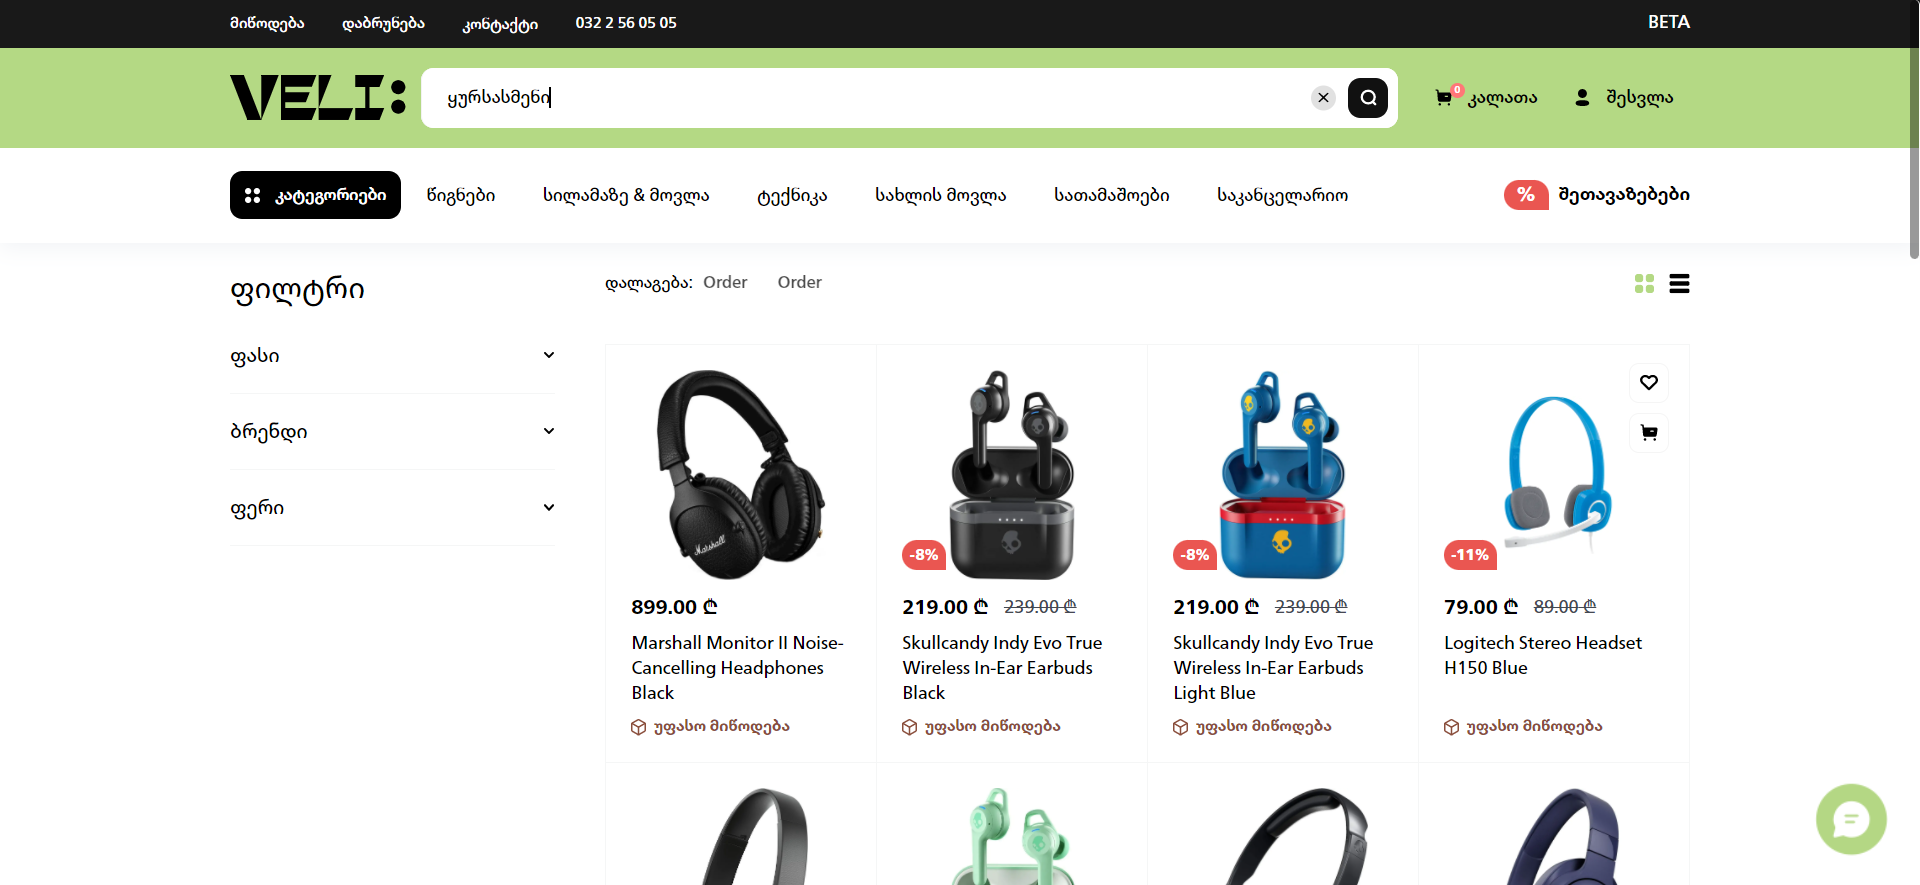 მიწოდება დაბრუნება კონტაქტი 032 2 56 05 05 BETA
VELI: ყურსასმენი 0 კალათა შესვლა
კატეგორიები წიგნები სილამაზე & მოვლა ტექნიკა სახლის მოვლა სათამაშოები საკანცელარიო % შეთავაზებები
ფილტრი
ფასი
ბრენდი
ფერი
დალაგება: Order Order
Marshall
899.00 ₾
Marshall Monitor II Noise-
Cancelling Headphones
Black
უფასო მიწოდება
-8%
219.00 ₾ 239.00 ₾
Skullcandy Indy Evo True
Wireless In-Ear Earbuds
Black
უფასო მიწოდება
-8%
219.00 ₾ 239.00 ₾
Skullcandy Indy Evo True
Wireless In-Ear Earbuds
Light Blue
უფასო მიწოდება
-11%
79.00 ₾ 89.00 ₾
Logitech Stereo Headset
H150 Blue
უფასო მიწოდება